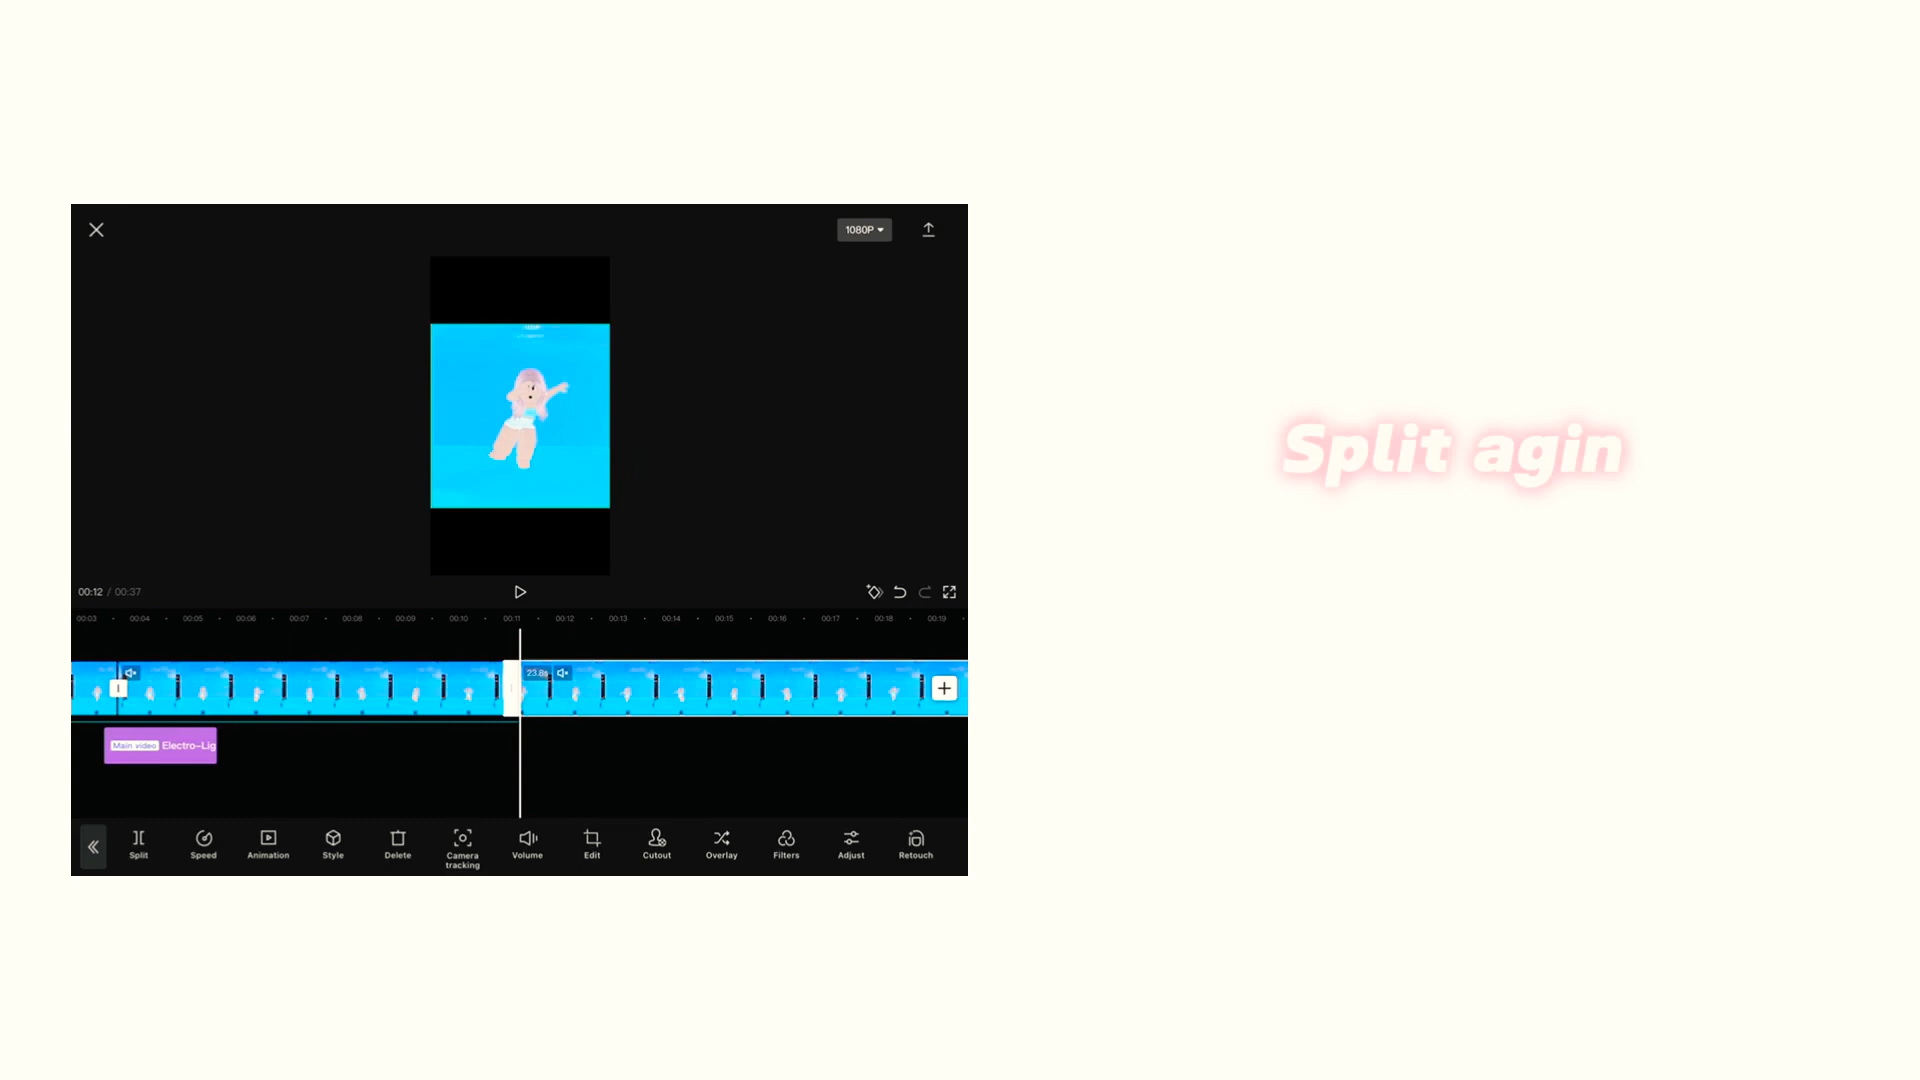 1080P
Split agin
00:12 / 00:37
00:03 00:04 00:05 00:06 00:07 00:08 00:09 00:10 00:11 00:12 00:13 00:14 00:15 00:16 00:17 00:18 00:19
23.8s
Main video Electro-Lig
Split Speed Animation Style Delete Camera tracking Volume Edit Cutout Overlay Filters Adjust Retouch